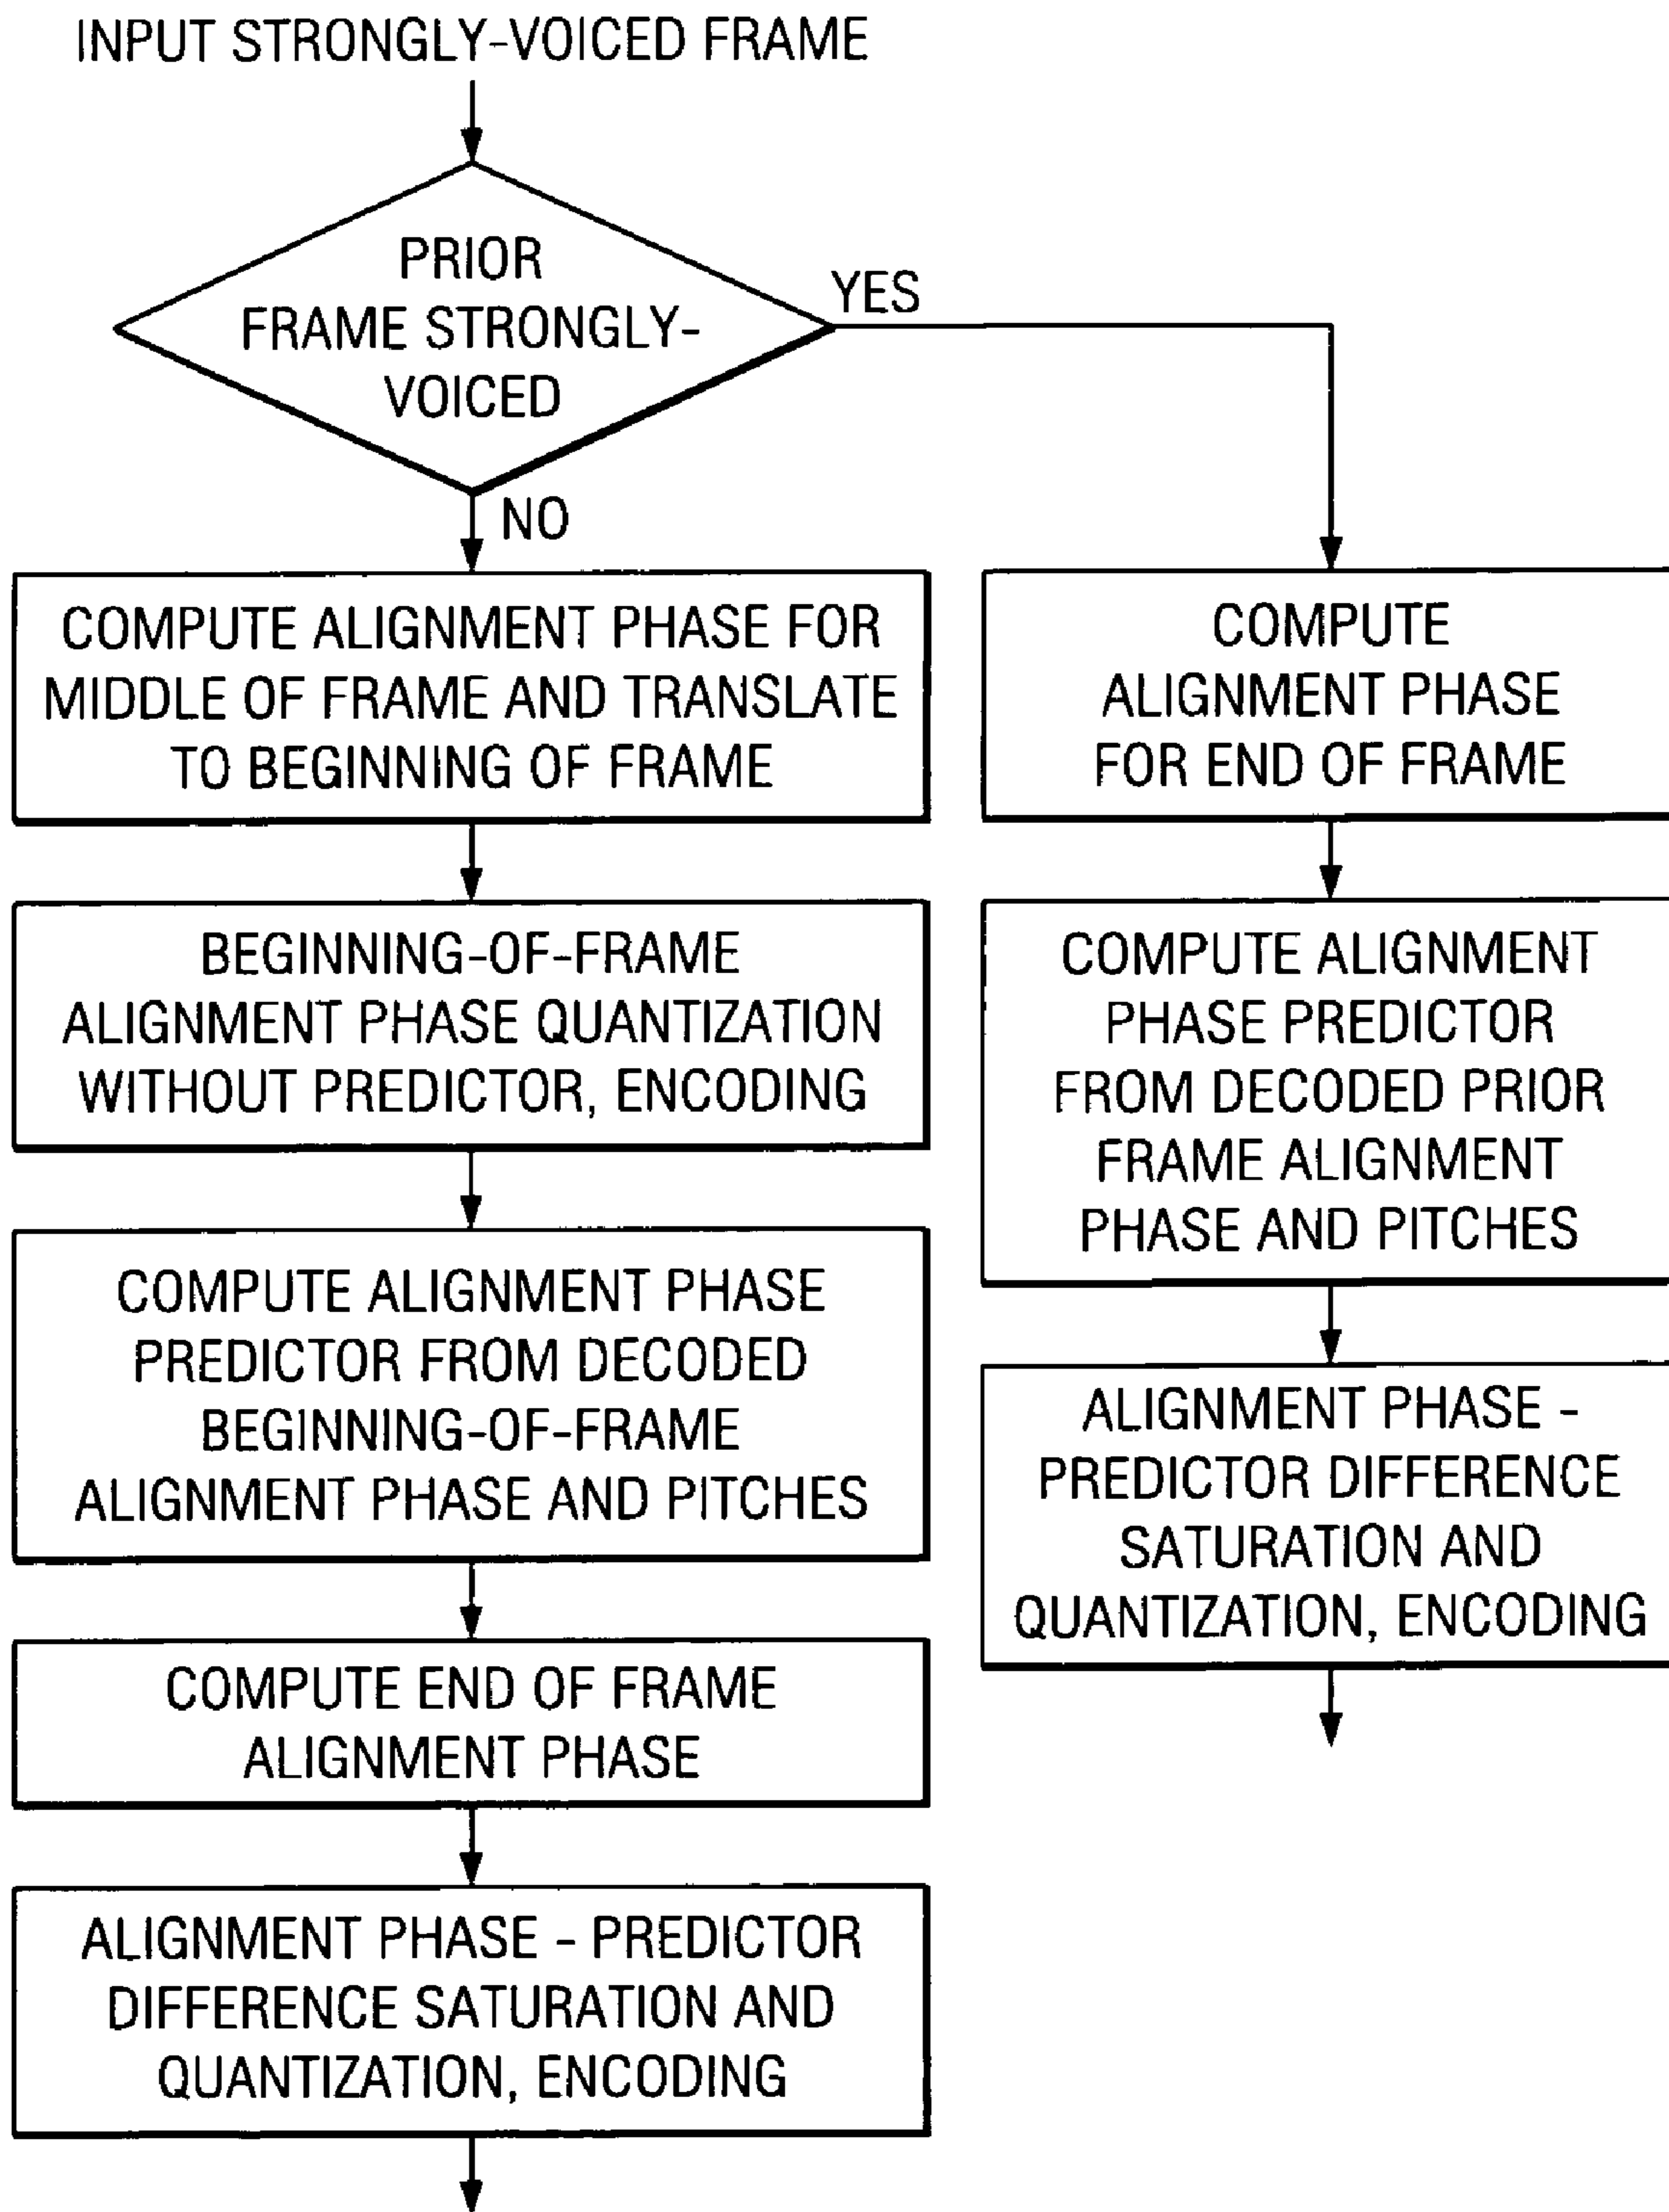 INPUT STRONGLY-VOICED FRAME
PRIOR
FRAME STRONGLY-
VOICED
YES
NO
COMPUTE ALIGNMENT PHASE FOR
MIDDLE OF FRAME AND TRANSLATE
TO BEGINNING OF FRAME
BEGINNING-OF-FRAME
ALIGNMENT PHASE QUANTIZATION
WITHOUT PREDICTOR, ENCODING
COMPUTE ALIGNMENT PHASE
PREDICTOR FROM DECODED
BEGINNING-OF-FRAME
ALIGNMENT PHASE AND PITCHES
COMPUTE END OF FRAME
ALIGNMENT PHASE
ALIGNMENT PHASE - PREDICTOR
DIFFERENCE SATURATION AND
QUANTIZATION, ENCODING
COMPUTE
ALIGNMENT PHASE
FOR END OF FRAME
COMPUTE ALIGNMENT
PHASE PREDICTOR
FROM DECODED PRIOR
FRAME ALIGNMENT
PHASE AND PITCHES
ALIGNMENT PHASE -
PREDICTOR DIFFERENCE
SATURATION AND
QUANTIZATION, ENCODING